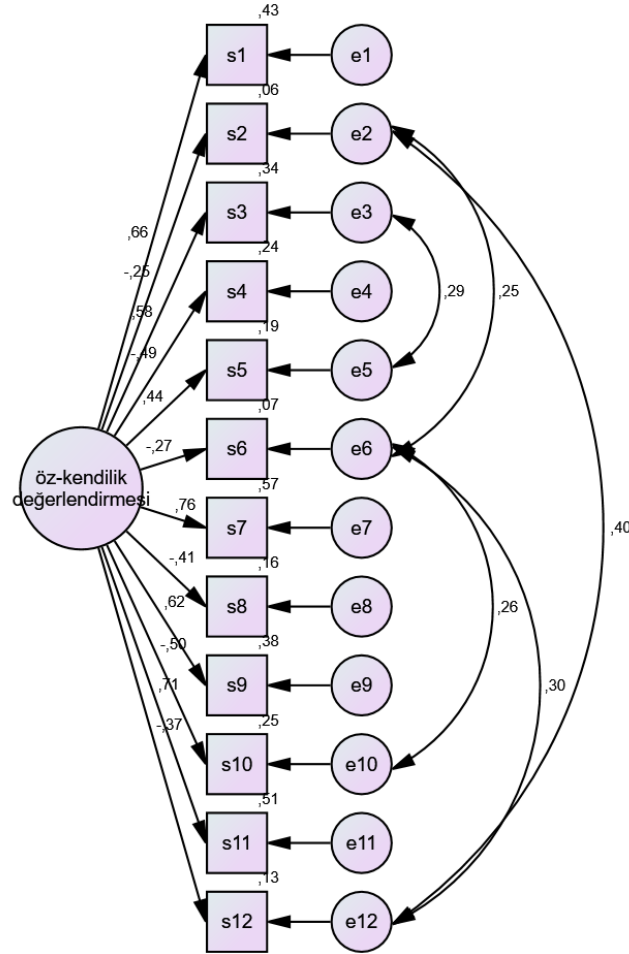 ,43
s1
e1
,06
s2
e2
,34
s3
e3
,24
s4
e4
,19
s5
e5
,07
s6
e6
,57
s7
e7
,16
s8
e8
,38
s9
e9
,25
s10
e10
,51
s11
e11
,13
s12
e12
,66
-,25
,58
-,49
,44
-,27
,76
-,41
,62
-,50
,71
-,37
öz-kendilik
değerlendirmesi
,29
,25
,40
,26
,30